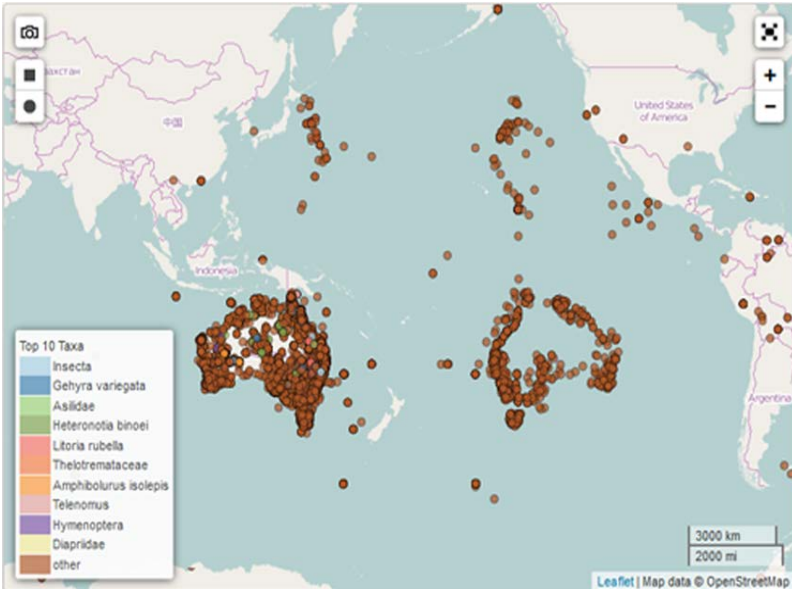 азахстан
中国
United States
of America
Indonesia
Argentina
+
−
Top 10 Taxa
Insecta
Gehyra variegata
Asilidae
Heteronotia binoei
Litoria rubella
Thelotremataceae
Amphibolurus isolepis
Telenomus
Hymenoptera
Diapriidae
other
3000 km
2000 mi
Leaflet | Map data © OpenStreetMap